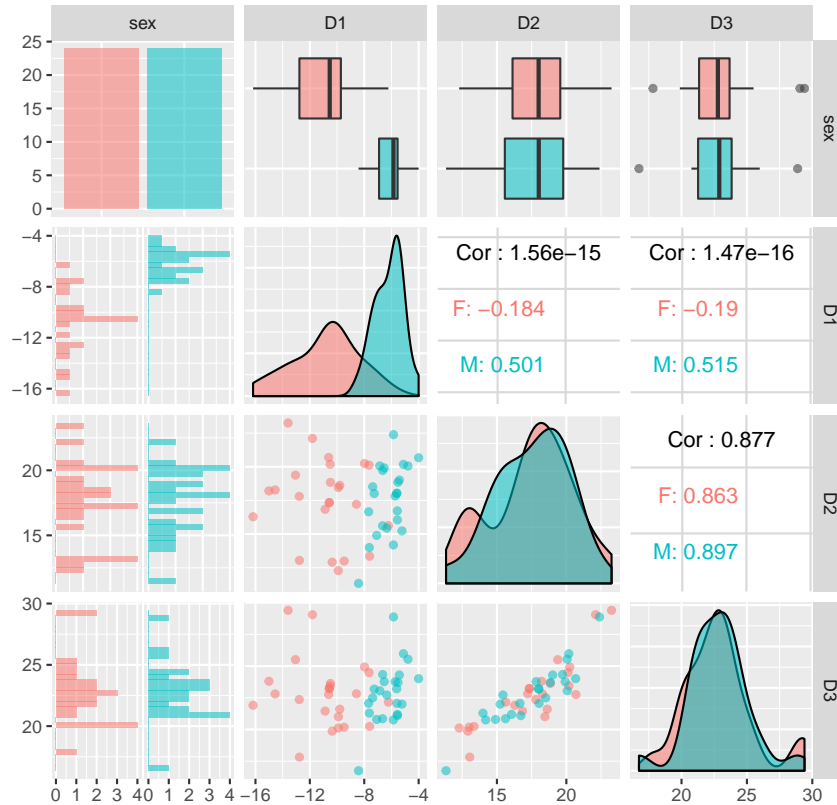 sex D1 D2 D3
25
20
15
10
5
0
sex
−4
−8
−12
−16
Cor : 1.56e−15
F: −0.184
M: 0.501
Cor : 1.47e−16
F: −0.19
M: 0.515
D1
20
15
Cor : 0.877
F: 0.863
M: 0.897
D2
30
25
20
D3
0 1 2 3 4 0 1 2 3 4 −16 −12 −8 −4 15 20 20 25 30